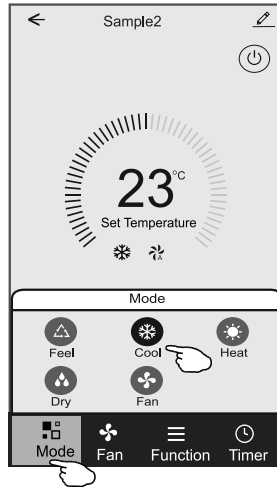 Sample2
23°C
Set Temperature
A
Mode
Feel Cool Heat
Dry Fan
Mode Fan Function Timer